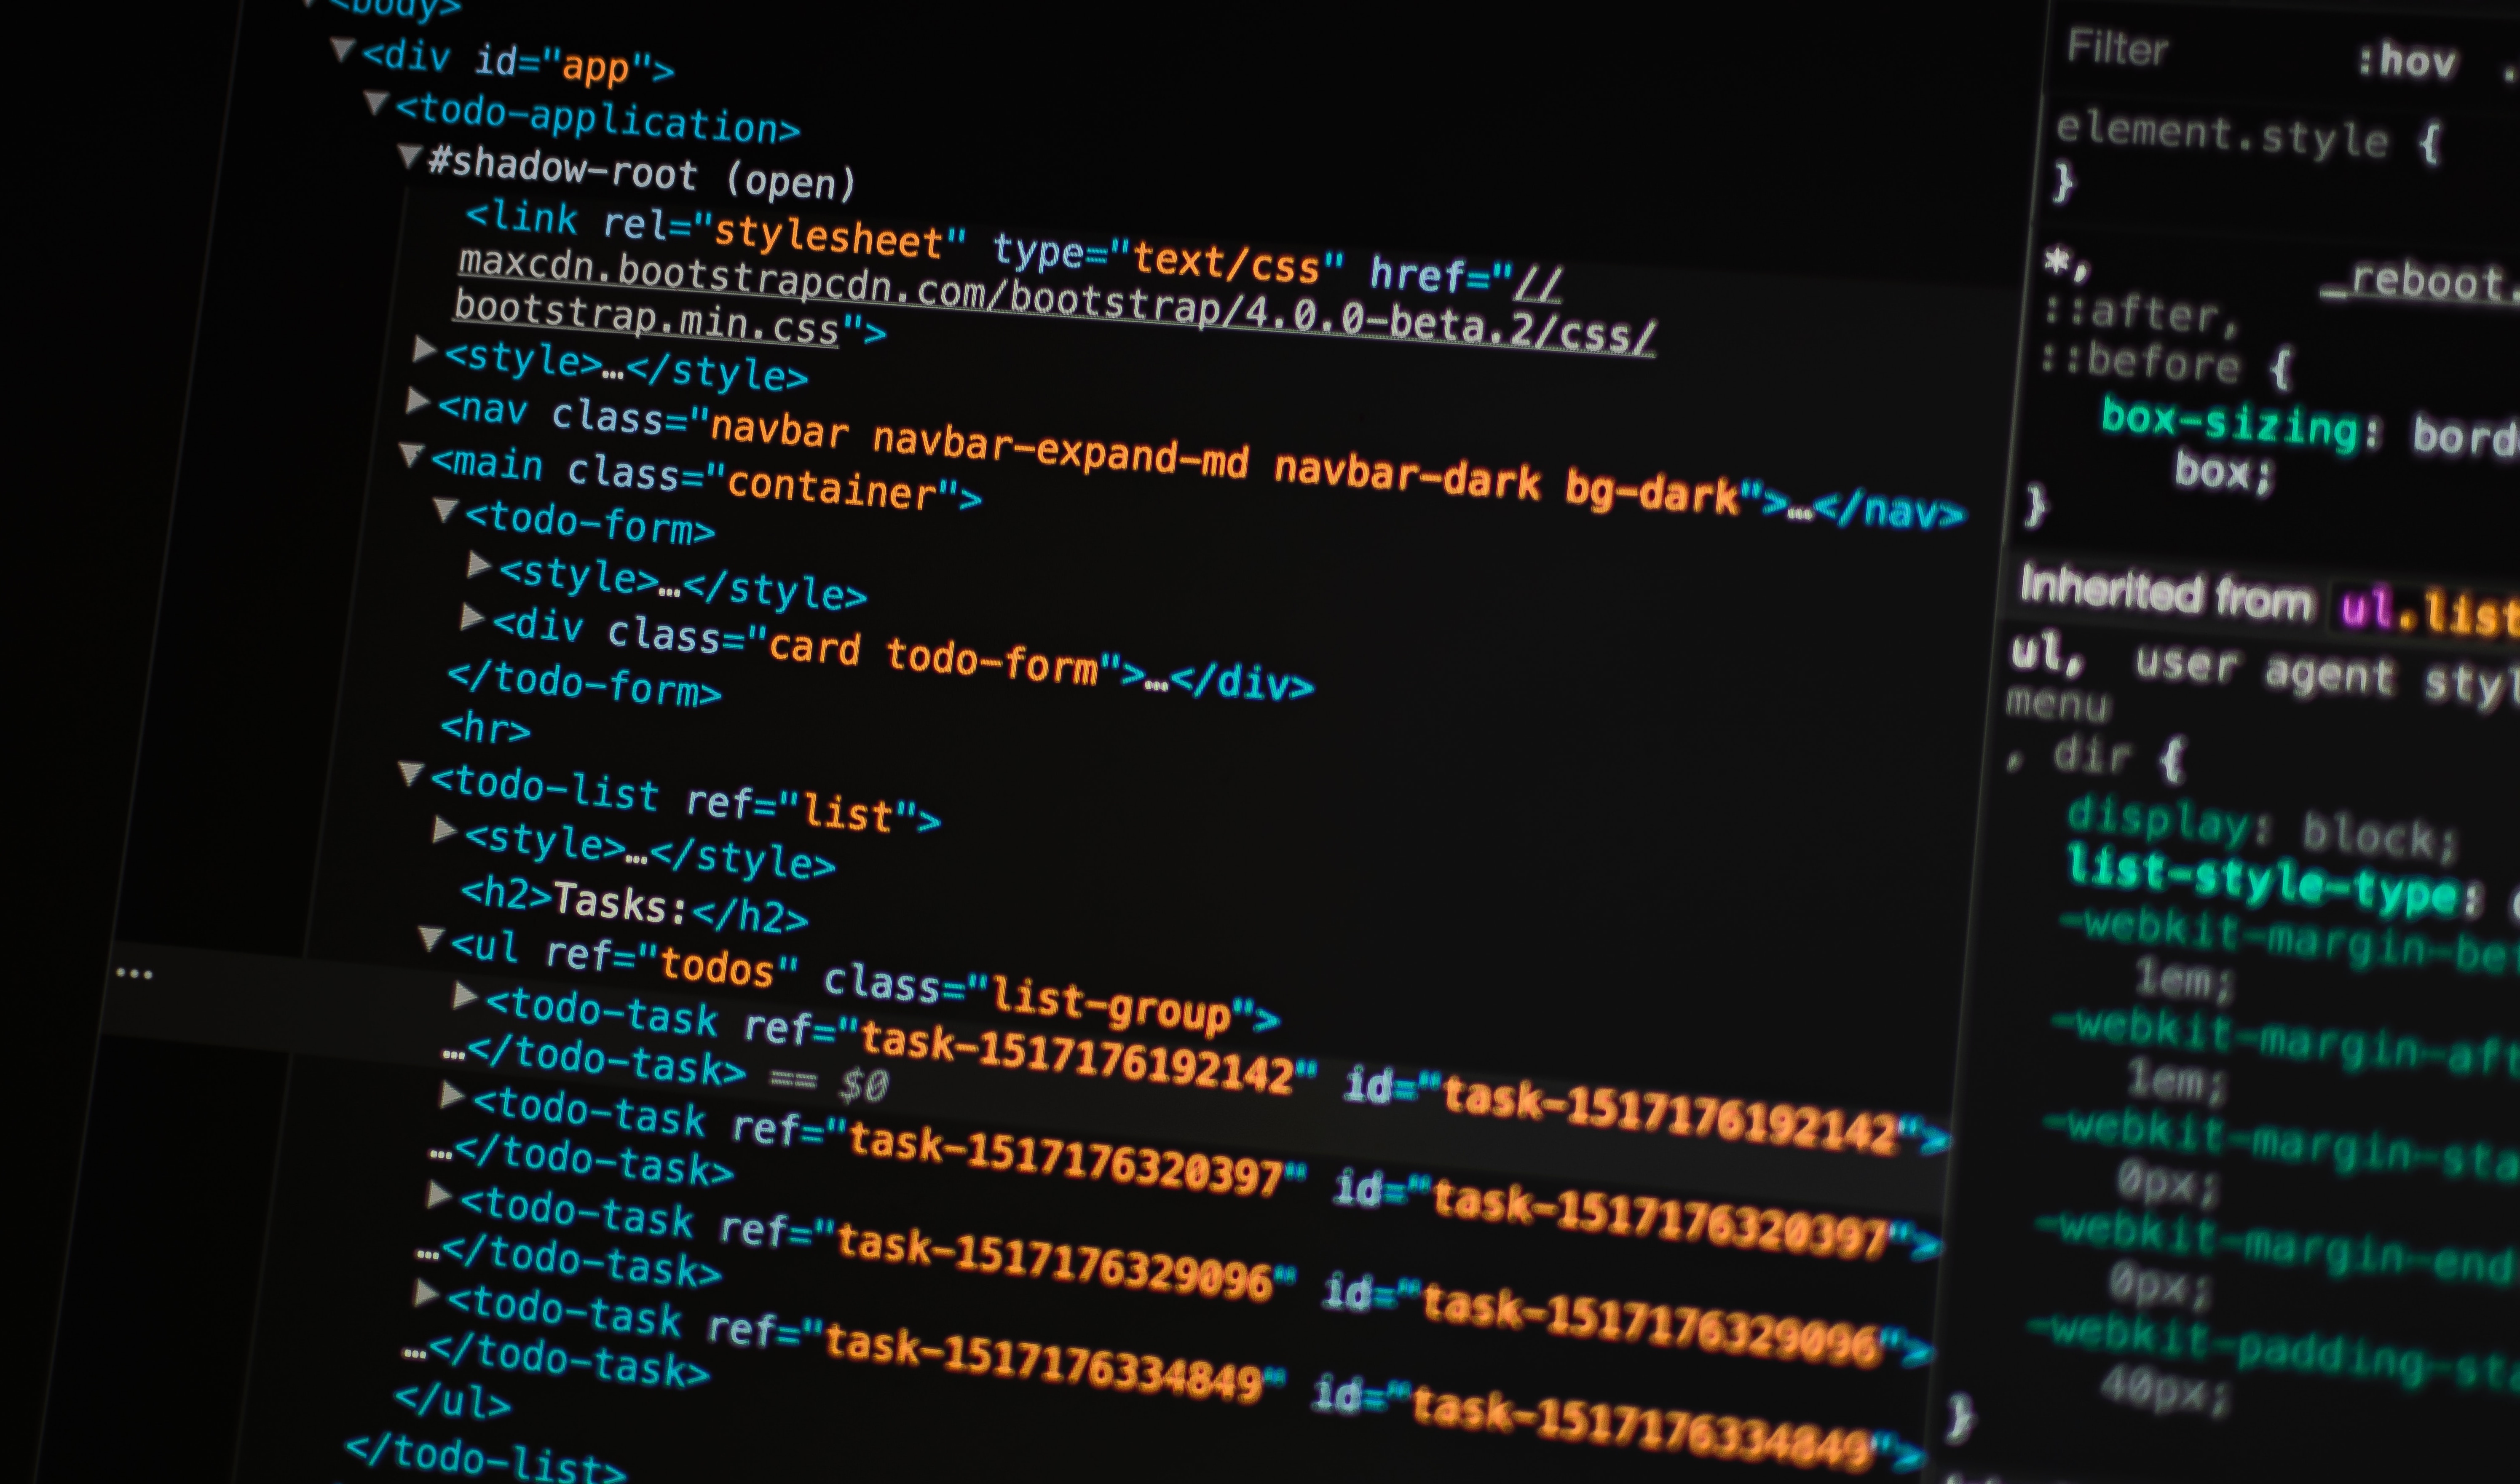 <body>
<div id="app">
<todo-application>
#shadow-root (open)
<link rel="stylesheet" type="text/css" href="//
maxcdn.bootstrapcdn.com/bootstrap/4.0.0-beta.2/css/
bootstrap.min.css">
<style>…</style>
<nav class="navbar navbar-expand-md navbar-dark bg-dark">…</nav>
<main class="container">
<todo-form>
<style>…</style>
<div class="card todo-form">…</div>
</todo-form>
<hr>
<todo-list ref="list">
<style>…</style>
<h2>Tasks:</h2>
<ul ref="todos" class="list-group">
<todo-task ref="task-1517176192142" id="task-1517176192142">
…</todo-task> == $0
<todo-task ref="task-1517176320397" id="task-1517176320397">
…</todo-task>
<todo-task ref="task-1517176329096" id="task-1517176329096">
…</todo-task>
<todo-task ref="task-1517176334849" id="task-1517176334849">
…</todo-task>
</ul>
</todo-list>
Filter :hov .
element.style {
}
*, _reboot.
::after,
::before {
box-sizing: bord
box;
}
Inherited from ul.list
ul, user agent styl
menu
, dir {
display: block;
list-style-type:
-webkit-margin-bef
1em;
-webkit-margin-aft
1em;
-webkit-margin-sta
0px;
-webkit-margin-end
0px;
-webkit-padding-sta
40px;
}